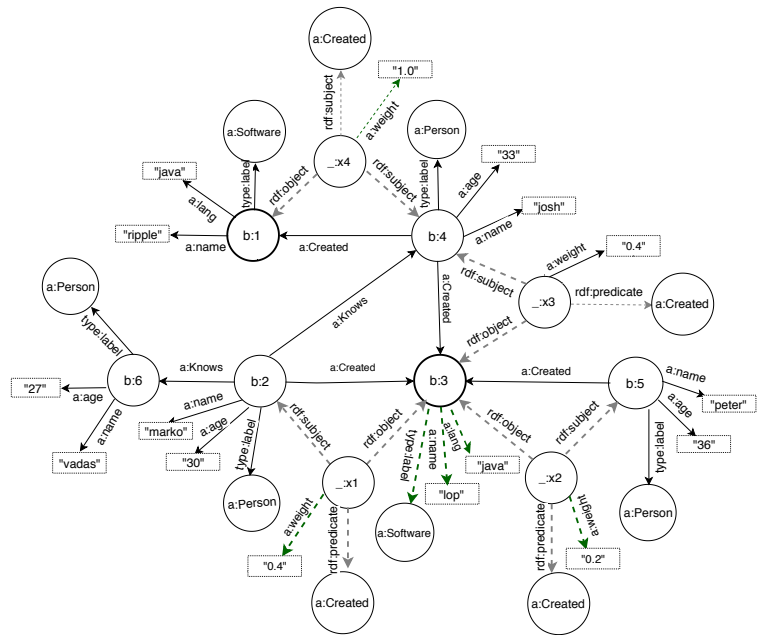 a:Created
"1.0"
rdf:subject
a:weight
a:Software
a:Person
"java"
type:label
rdf:object
_:x4
rdf:subject
type:label
"33"
a:age
a:lang
"josh"
"ripple"
a:name
b:1
a:Created
b:4
a:name
a:weight
"0.4"
a:Person
rdf:subject
_:x3
rdf:predicate
a:Created
a:Created
a:Knows
type:label
rdf:object
"27"
a:age
b:6
a:Knows
b:2
a:Created
b:3
a:Created
b:5
a:name
"peter"
a:name
"vadas"
a:name
"marko"
a:age
"30"
type:label
rdf:subject
rdf:object
type:label
a:name
a:lang
"java"
rdf:object
rdf:subject
a:age
"36"
type:label
a:Person
_:x1
"lop"
_:x2
a:Person
a:weight
a:Software
a:weight
"0.4"
rdf:predicate
a:Created
rdf:predicate
"0.2"
a:Created